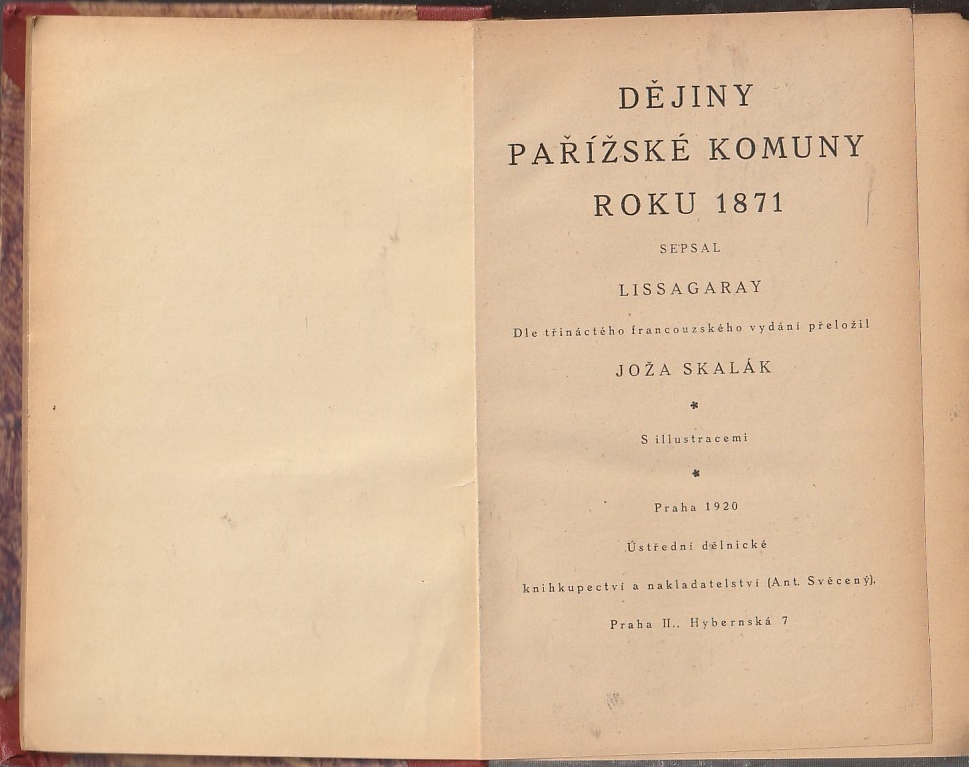 DĚJINY
PAŘÍŽSKÉ KOMUNY
ROKU 1871
SEPSAL
LISSAGARAY
Dle třináctého francouzského vydání přeložil
JOŽA SKALÁK
*
S illustracemi
*
Praha 1920
Ústřední dělnické
knihkupectví a nakladatelství (Ant. Svěcený),
Praha II., Hybernská 7